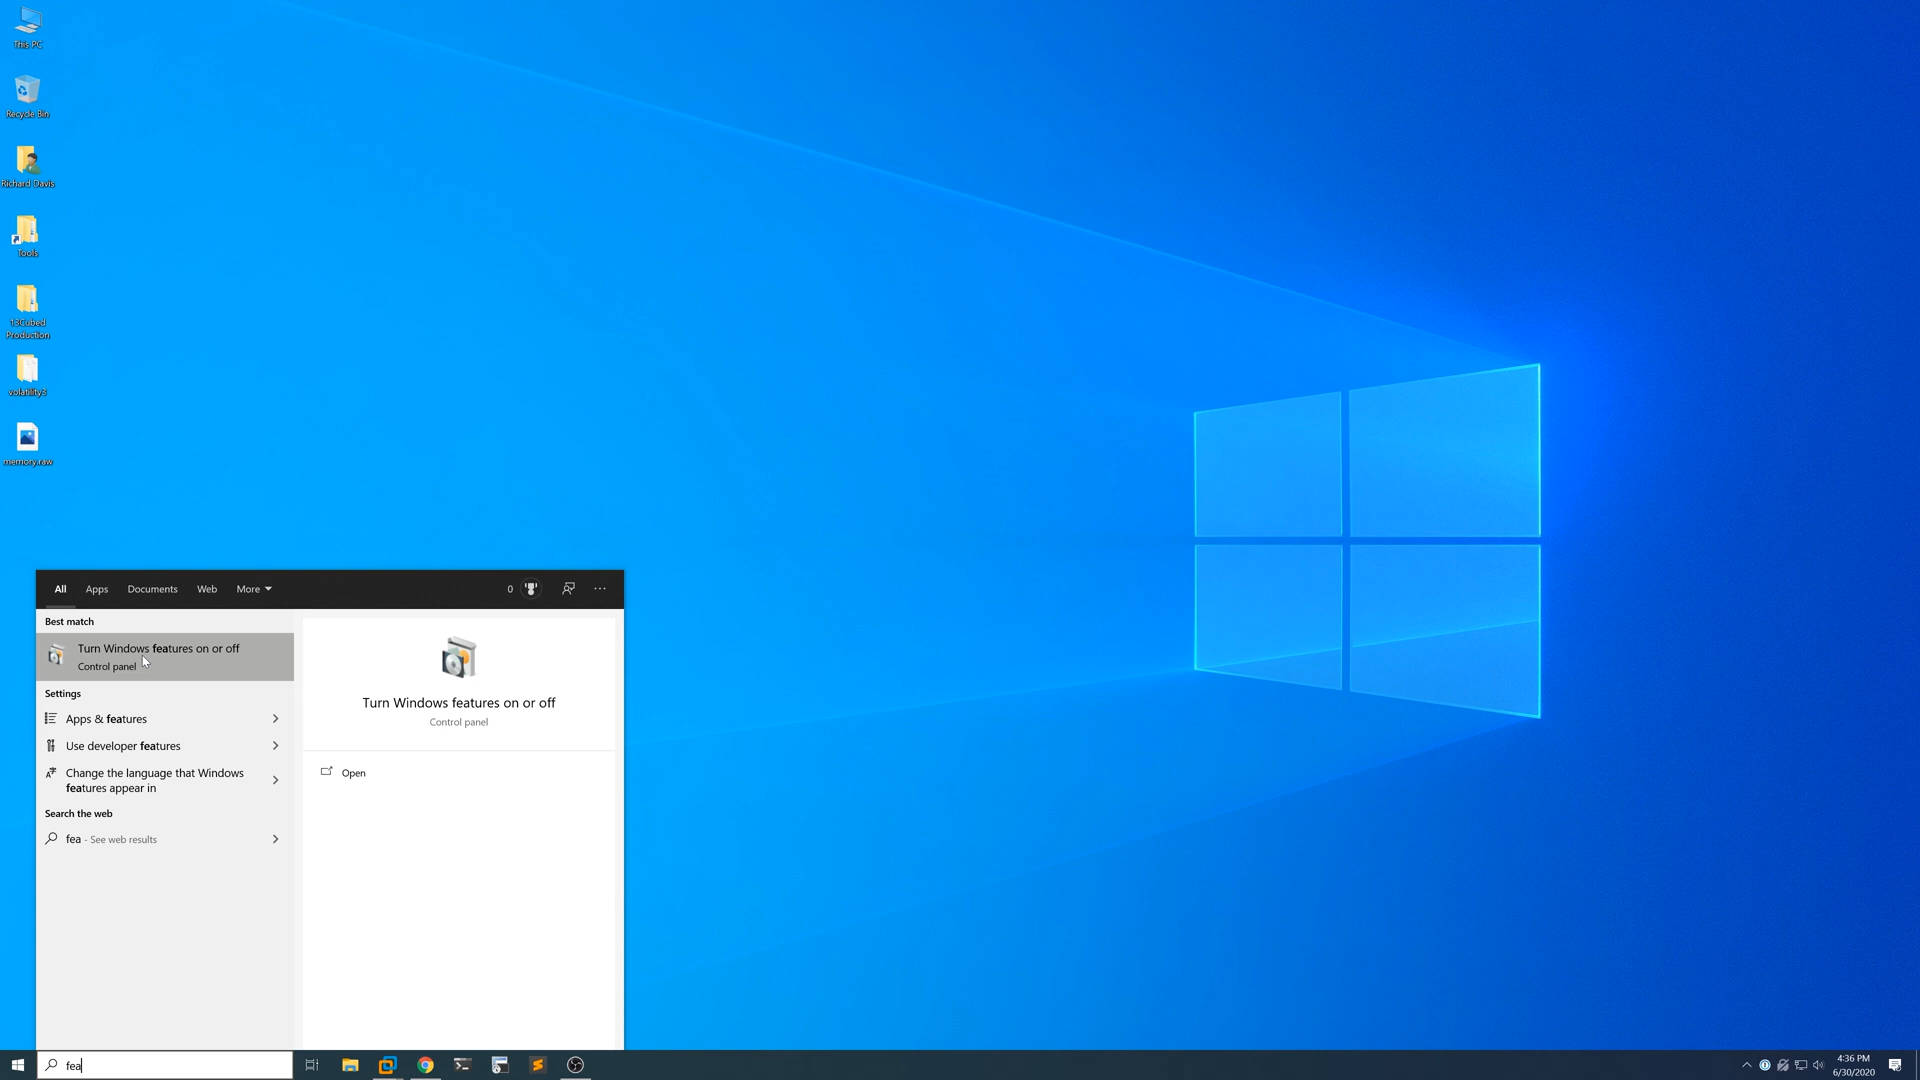 This PC
Recycle Bin
Richard Davis
Tools
13Cubed
Production
volatility3
memory.raw
All
Apps
Documents
Web
More
0
Best match
Turn Windows features on or off
Control panel
Settings
Apps & features
Use developer features
Change the language that Windows
features appear in
Search the web
fea - See web results
Turn Windows features on or off
Control panel
Open
fea
4:36 PM
6/30/2020